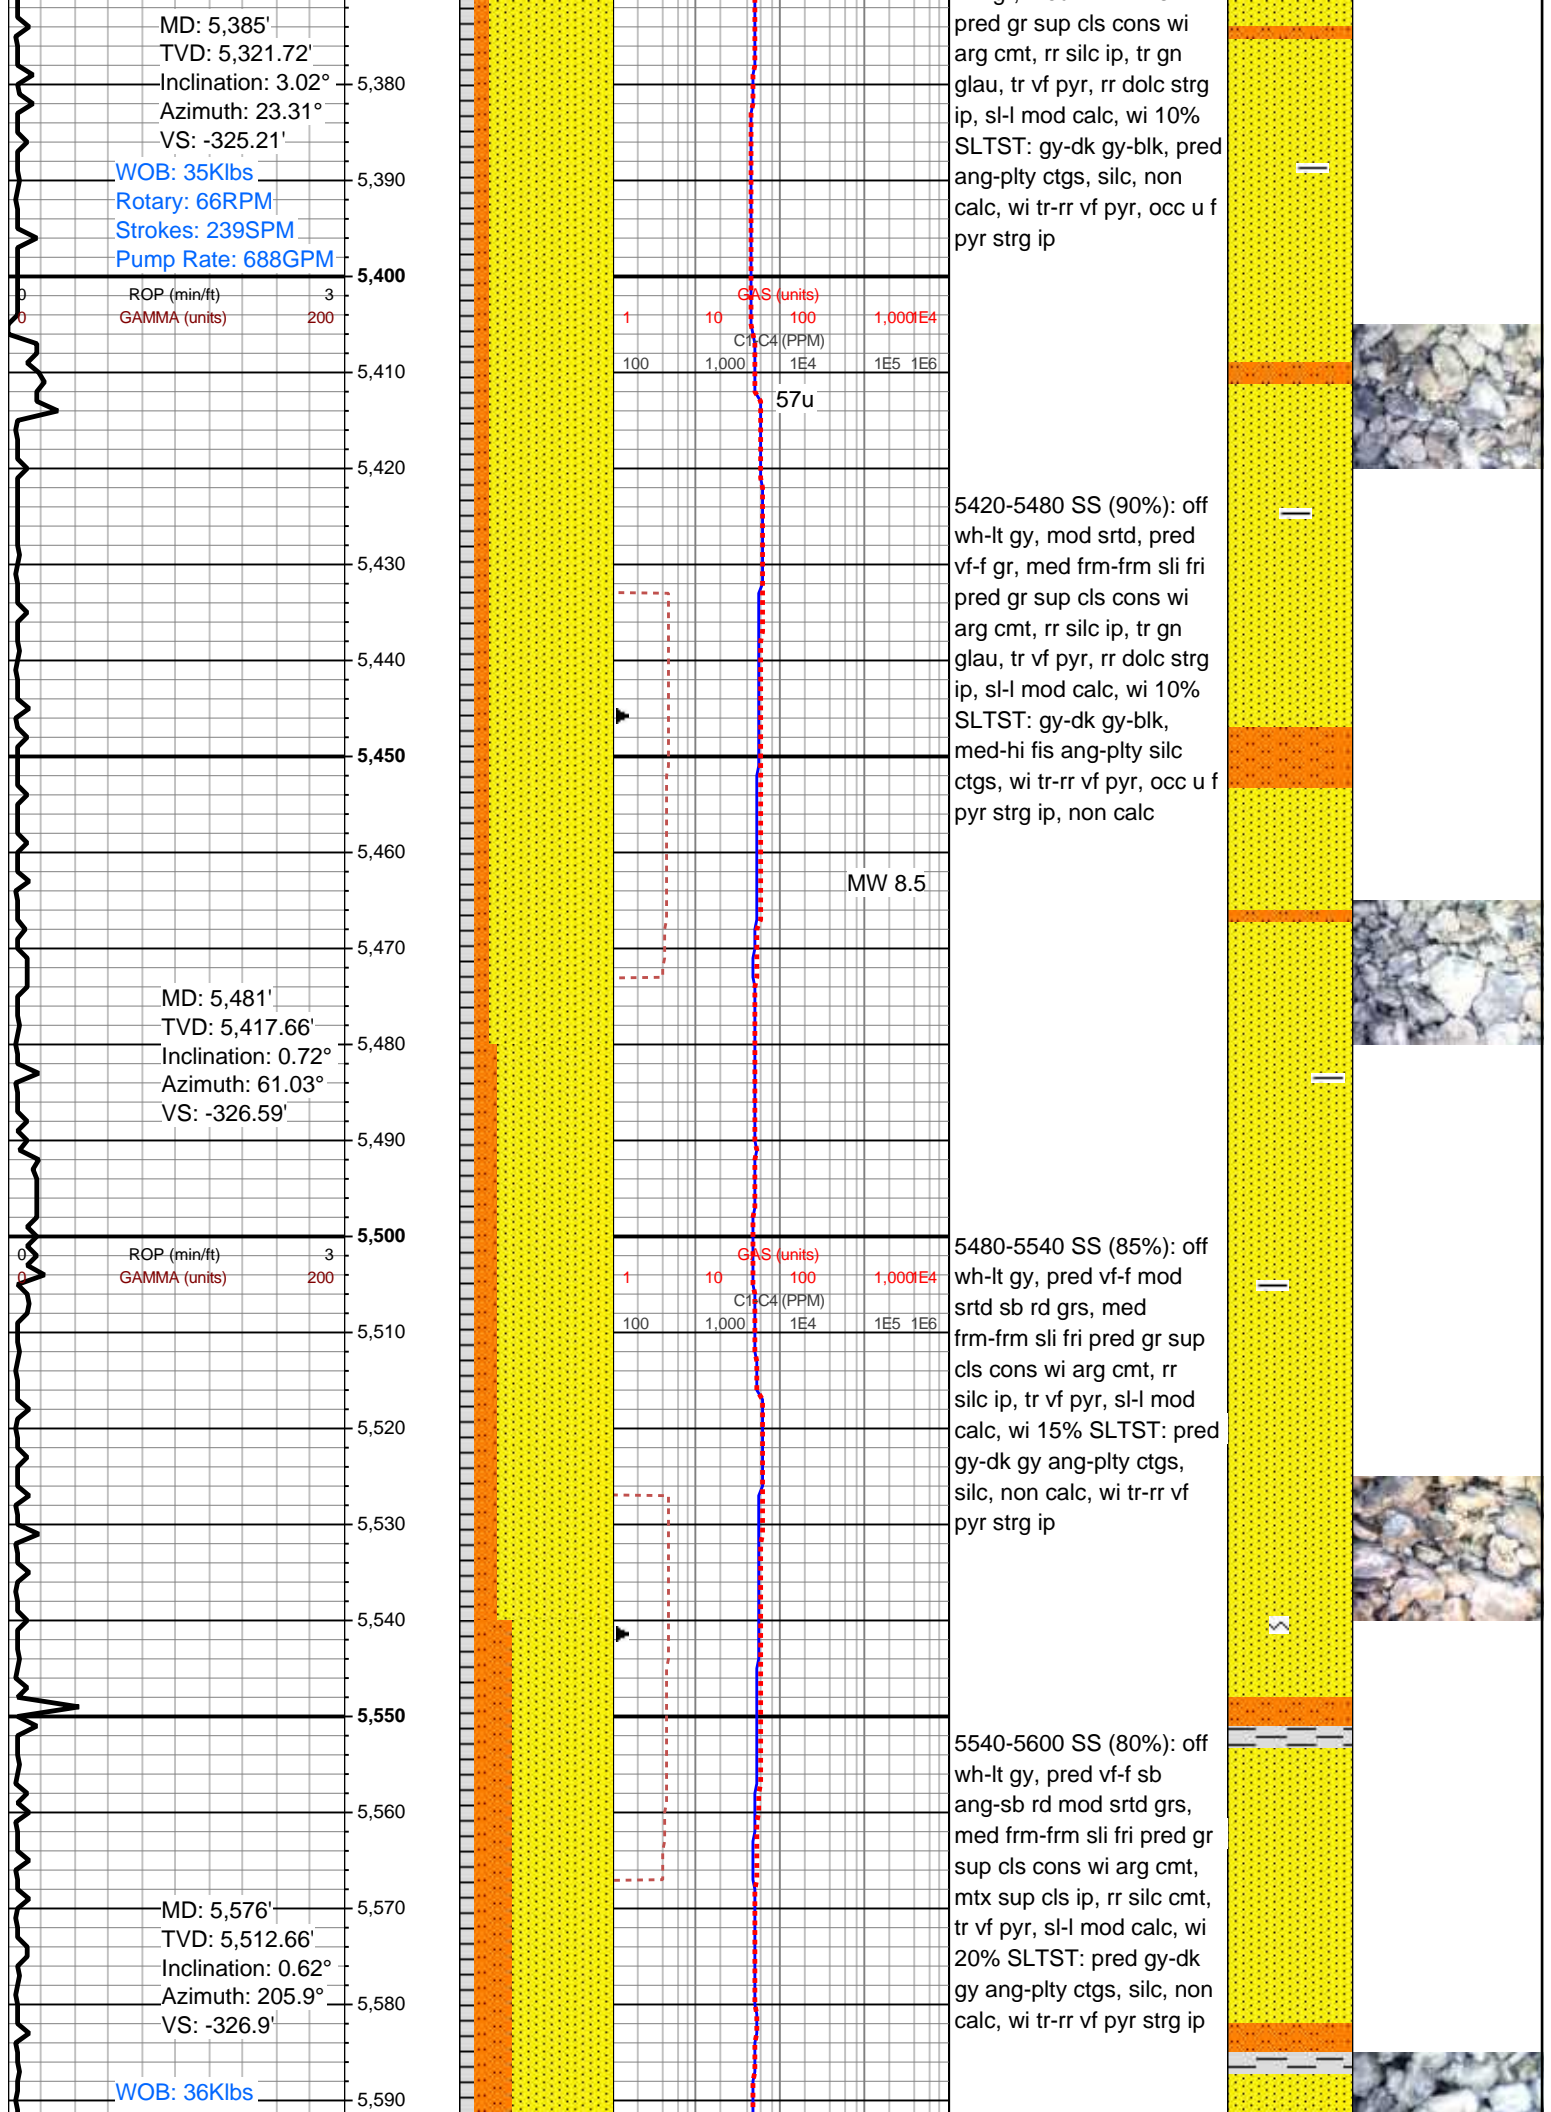 MD: 5,385'
TVD: 5,321.72'
Inclination: 3.02°
Azimuth: 23.31°
VS: -325.21'
WOB: 35Klbs
Rotary: 66RPM
Strokes: 239SPM
Pump Rate: 688GPM
5,380
5,390
5,400
0 ROP (min/ft) 3
0 GAMMA (units) 200
5,410
5,420
5,430
5,440
5,450
5,460
5,470
MD: 5,481'
TVD: 5,417.66'
Inclination: 0.72°
Azimuth: 61.03°
VS: -326.59'
5,480
5,490
5,500
0 ROP (min/ft) 3
0 GAMMA (units) 200
5,510
5,520
5,530
5,540
5,550
5,560
5,570
MD: 5,576'
TVD: 5,512.66'
Inclination: 0.62°
Azimuth: 205.9°
VS: -326.9'
5,580
WOB: 36Klbs
5,590
GAS (units)
1 10 100 1,000 1E4
C1-C4 (PPM)
100 1,000 1E4 1E5 1E6
57u
MW 8.5
GAS (units)
1 10 100 1,000 1E4
C1-C4 (PPM)
100 1,000 1E4 1E5 1E6
pred gr sup cls cons wi
arg cmt, rr silc ip, tr gn
glau, tr vf pyr, rr dolc strg
ip, sl-l mod calc, wi 10%
SLTST: gy-dk gy-blk, pred
ang-plty ctgs, silc, non
calc, wi tr-rr vf pyr, occ u f
pyr strg ip
5420-5480 SS (90%): off
wh-lt gy, mod srtd, pred
vf-f gr, med frm-frm sli fri
pred gr sup cls cons wi
arg cmt, rr silc ip, tr gn
glau, tr vf pyr, rr dolc strg
ip, sl-l mod calc, wi 10%
SLTST: gy-dk gy-blk,
med-hi fis ang-plty silc
ctgs, wi tr-rr vf pyr, occ u f
pyr strg ip, non calc
5480-5540 SS (85%): off
wh-lt gy, pred vf-f mod
srtd sb rd grs, med
frm-frm sli fri pred gr sup
cls cons wi arg cmt, rr
silc ip, tr vf pyr, sl-l mod
calc, wi 15% SLTST: pred
gy-dk gy ang-plty ctgs,
silc, non calc, wi tr-rr vf
pyr strg ip
5540-5600 SS (80%): off
wh-lt gy, pred vf-f sb
ang-sb rd mod srtd grs,
med frm-frm sli fri pred gr
sup cls cons wi arg cmt,
mtx sup cls ip, rr silc cmt,
tr vf pyr, sl-l mod calc, wi
20% SLTST: pred gy-dk
gy ang-plty ctgs, silc, non
calc, wi tr-rr vf pyr strg ip